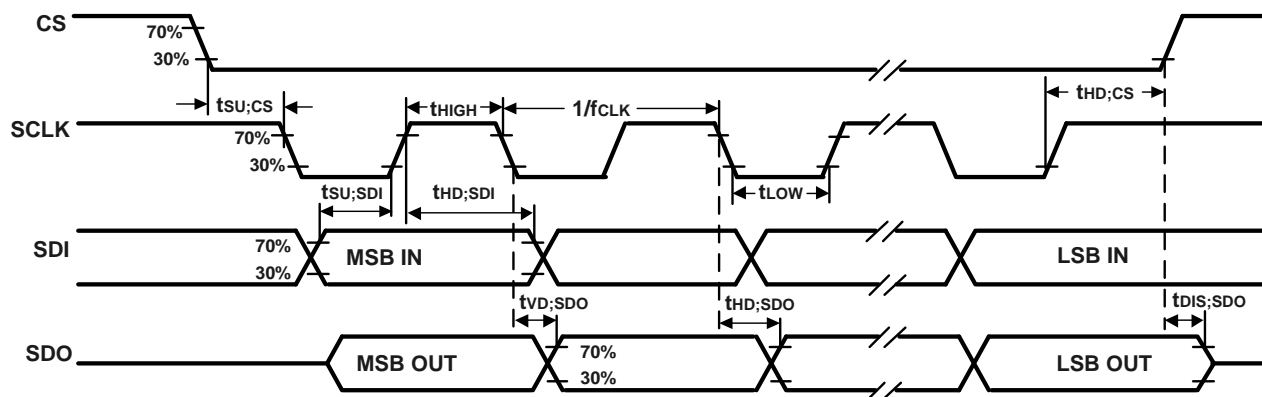 CS
70%
30%
tSU;CS
tHIGH
1/fCLK
tHD;CS
SCLK
70%
30%
tSU;SDI
tHD;SDI
tLOW
SDI
70%
30%
MSB IN
LSB IN
tVD;SDO
tHD;SDO
tDIS;SDO
SDO
MSB OUT
70%
30%
LSB OUT